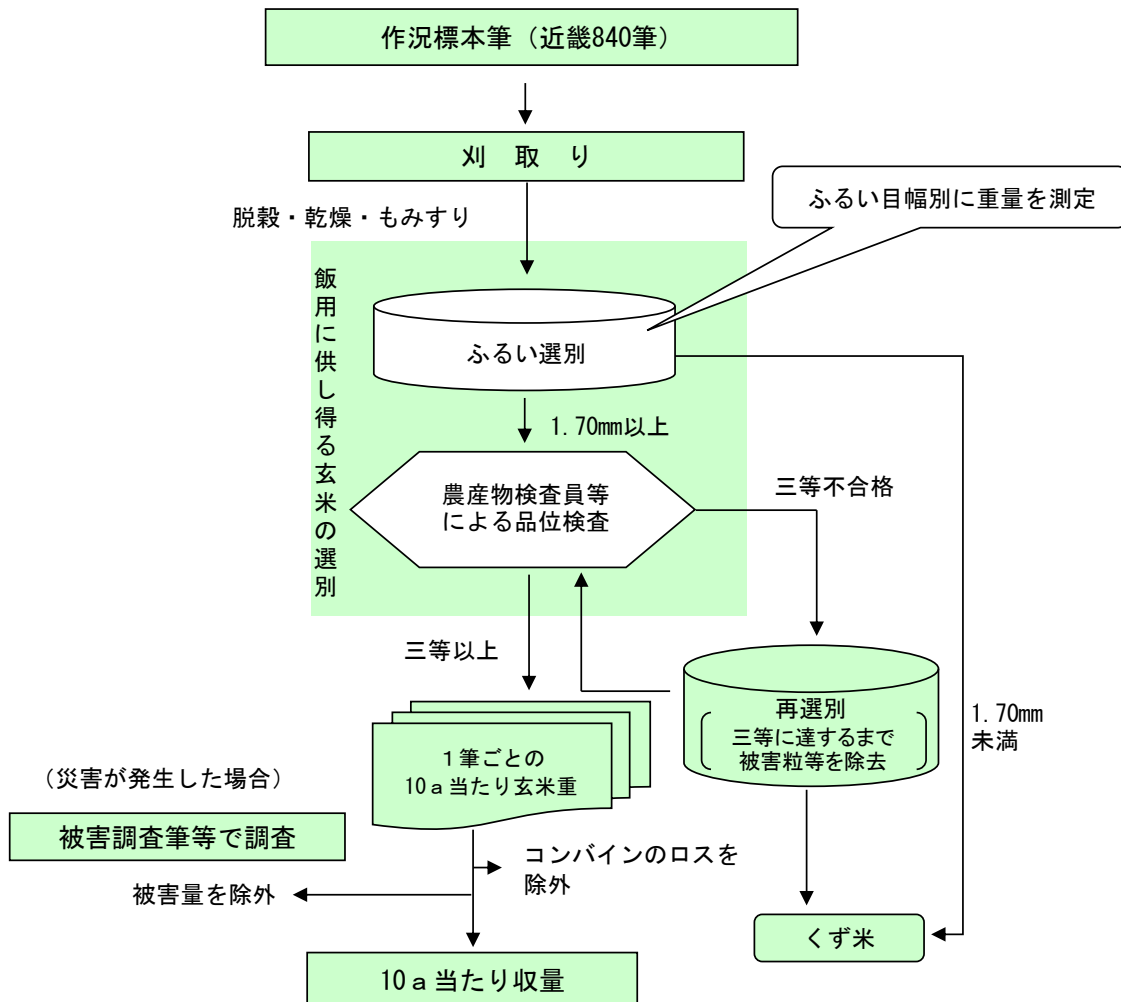 作況標本筆（近畿840筆）
刈　取　り
ふるい目幅別に重量を測定
脱穀・乾燥・もみすり
飯用に供し得る玄米の選別
ふるい選別
1.70mm以上
農産物検査員等
による品位検査
三等不合格
三等以上
再選別
三等に達するまで
被害粒等を除去
1.70mm
未満
１筆ごとの
10ａ当たり玄米重
（災害が発生した場合）
被害調査筆等で調査
コンバインのロスを
除外
被害量を除外
くず米
10ａ当たり収量